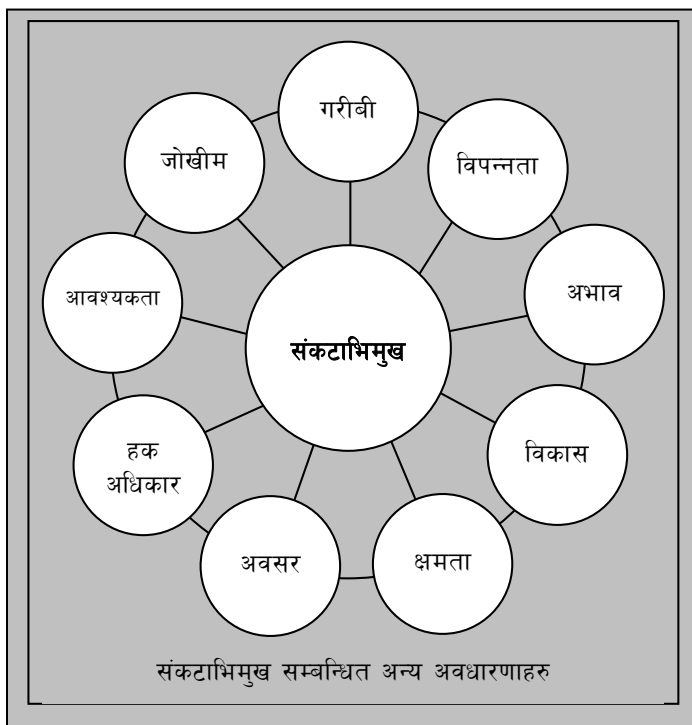 गरीबी
विपन्नता
अभाव
विकास
क्षमता
अवसर
हक
अधिकार
आवश्यकता
जोखीम
संकटाभिमुख
संकटाभिमुख सम्बन्धित अन्य अवधारणाहरु